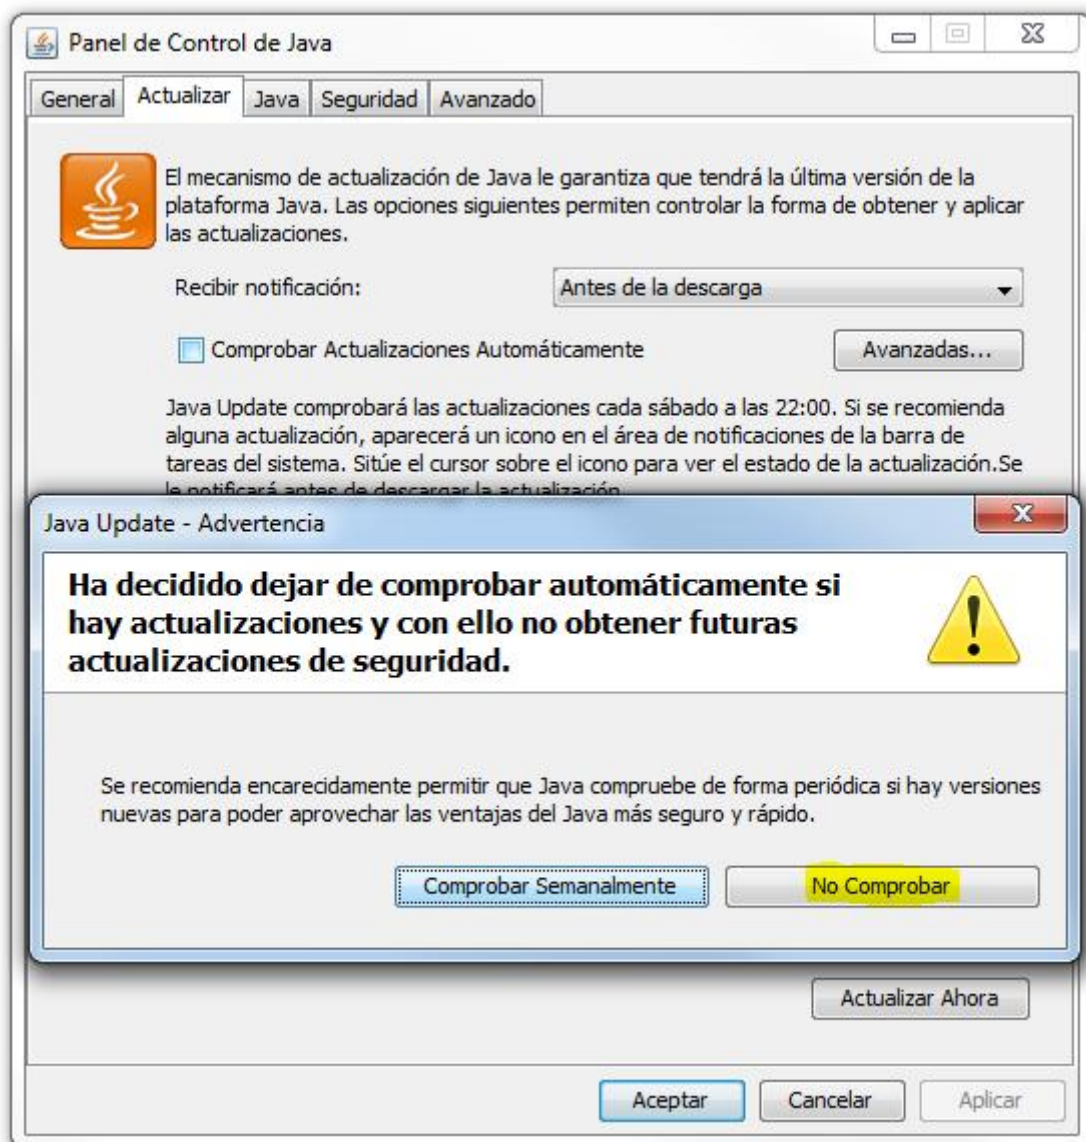 Panel de Control de Java
General Actualizar Java Seguridad Avanzado
El mecanismo de actualización de Java le garantiza que tendrá la última versión de la
plataforma Java. Las opciones siguientes permiten controlar la forma de obtener y aplicar
las actualizaciones.
Recibir notificación: Antes de la descarga
Comprobar Actualizaciones Automáticamente Avanzadas...
Java Update comprobará las actualizaciones cada sábado a las 22:00. Si se recomienda
alguna actualización, aparecerá un icono en el área de notificaciones de la barra de
tareas del sistema. Sitúe el cursor sobre el icono para ver el estado de la actualización.Se
le notificará antes de descargar la actualización.
Java Update - Advertencia
Ha decidido dejar de comprobar automáticamente si
hay actualizaciones y con ello no obtener futuras
actualizaciones de seguridad.
Se recomienda encarecidamente permitir que Java compruebe de forma periódica si hay versiones
nuevas para poder aprovechar las ventajas del Java más seguro y rápido.
Comprobar Semanalmente No Comprobar
Actualizar Ahora
Aceptar Cancelar Aplicar